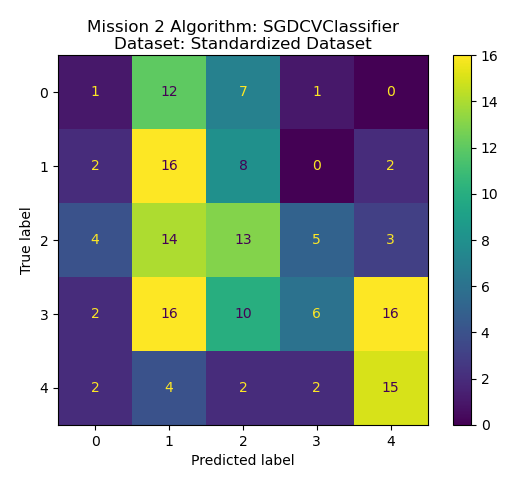 Mission 2 Algorithm: SGDCVClassifier
Dataset: Standardized Dataset
True label
0 1 12 7 1 0
1 2 16 8 0 2
2 4 14 13 5 3
3 2 16 10 6 16
4 2 4 2 2 15
0 1 2 3 4
Predicted label
16
14
12
10
8
6
4
2
0